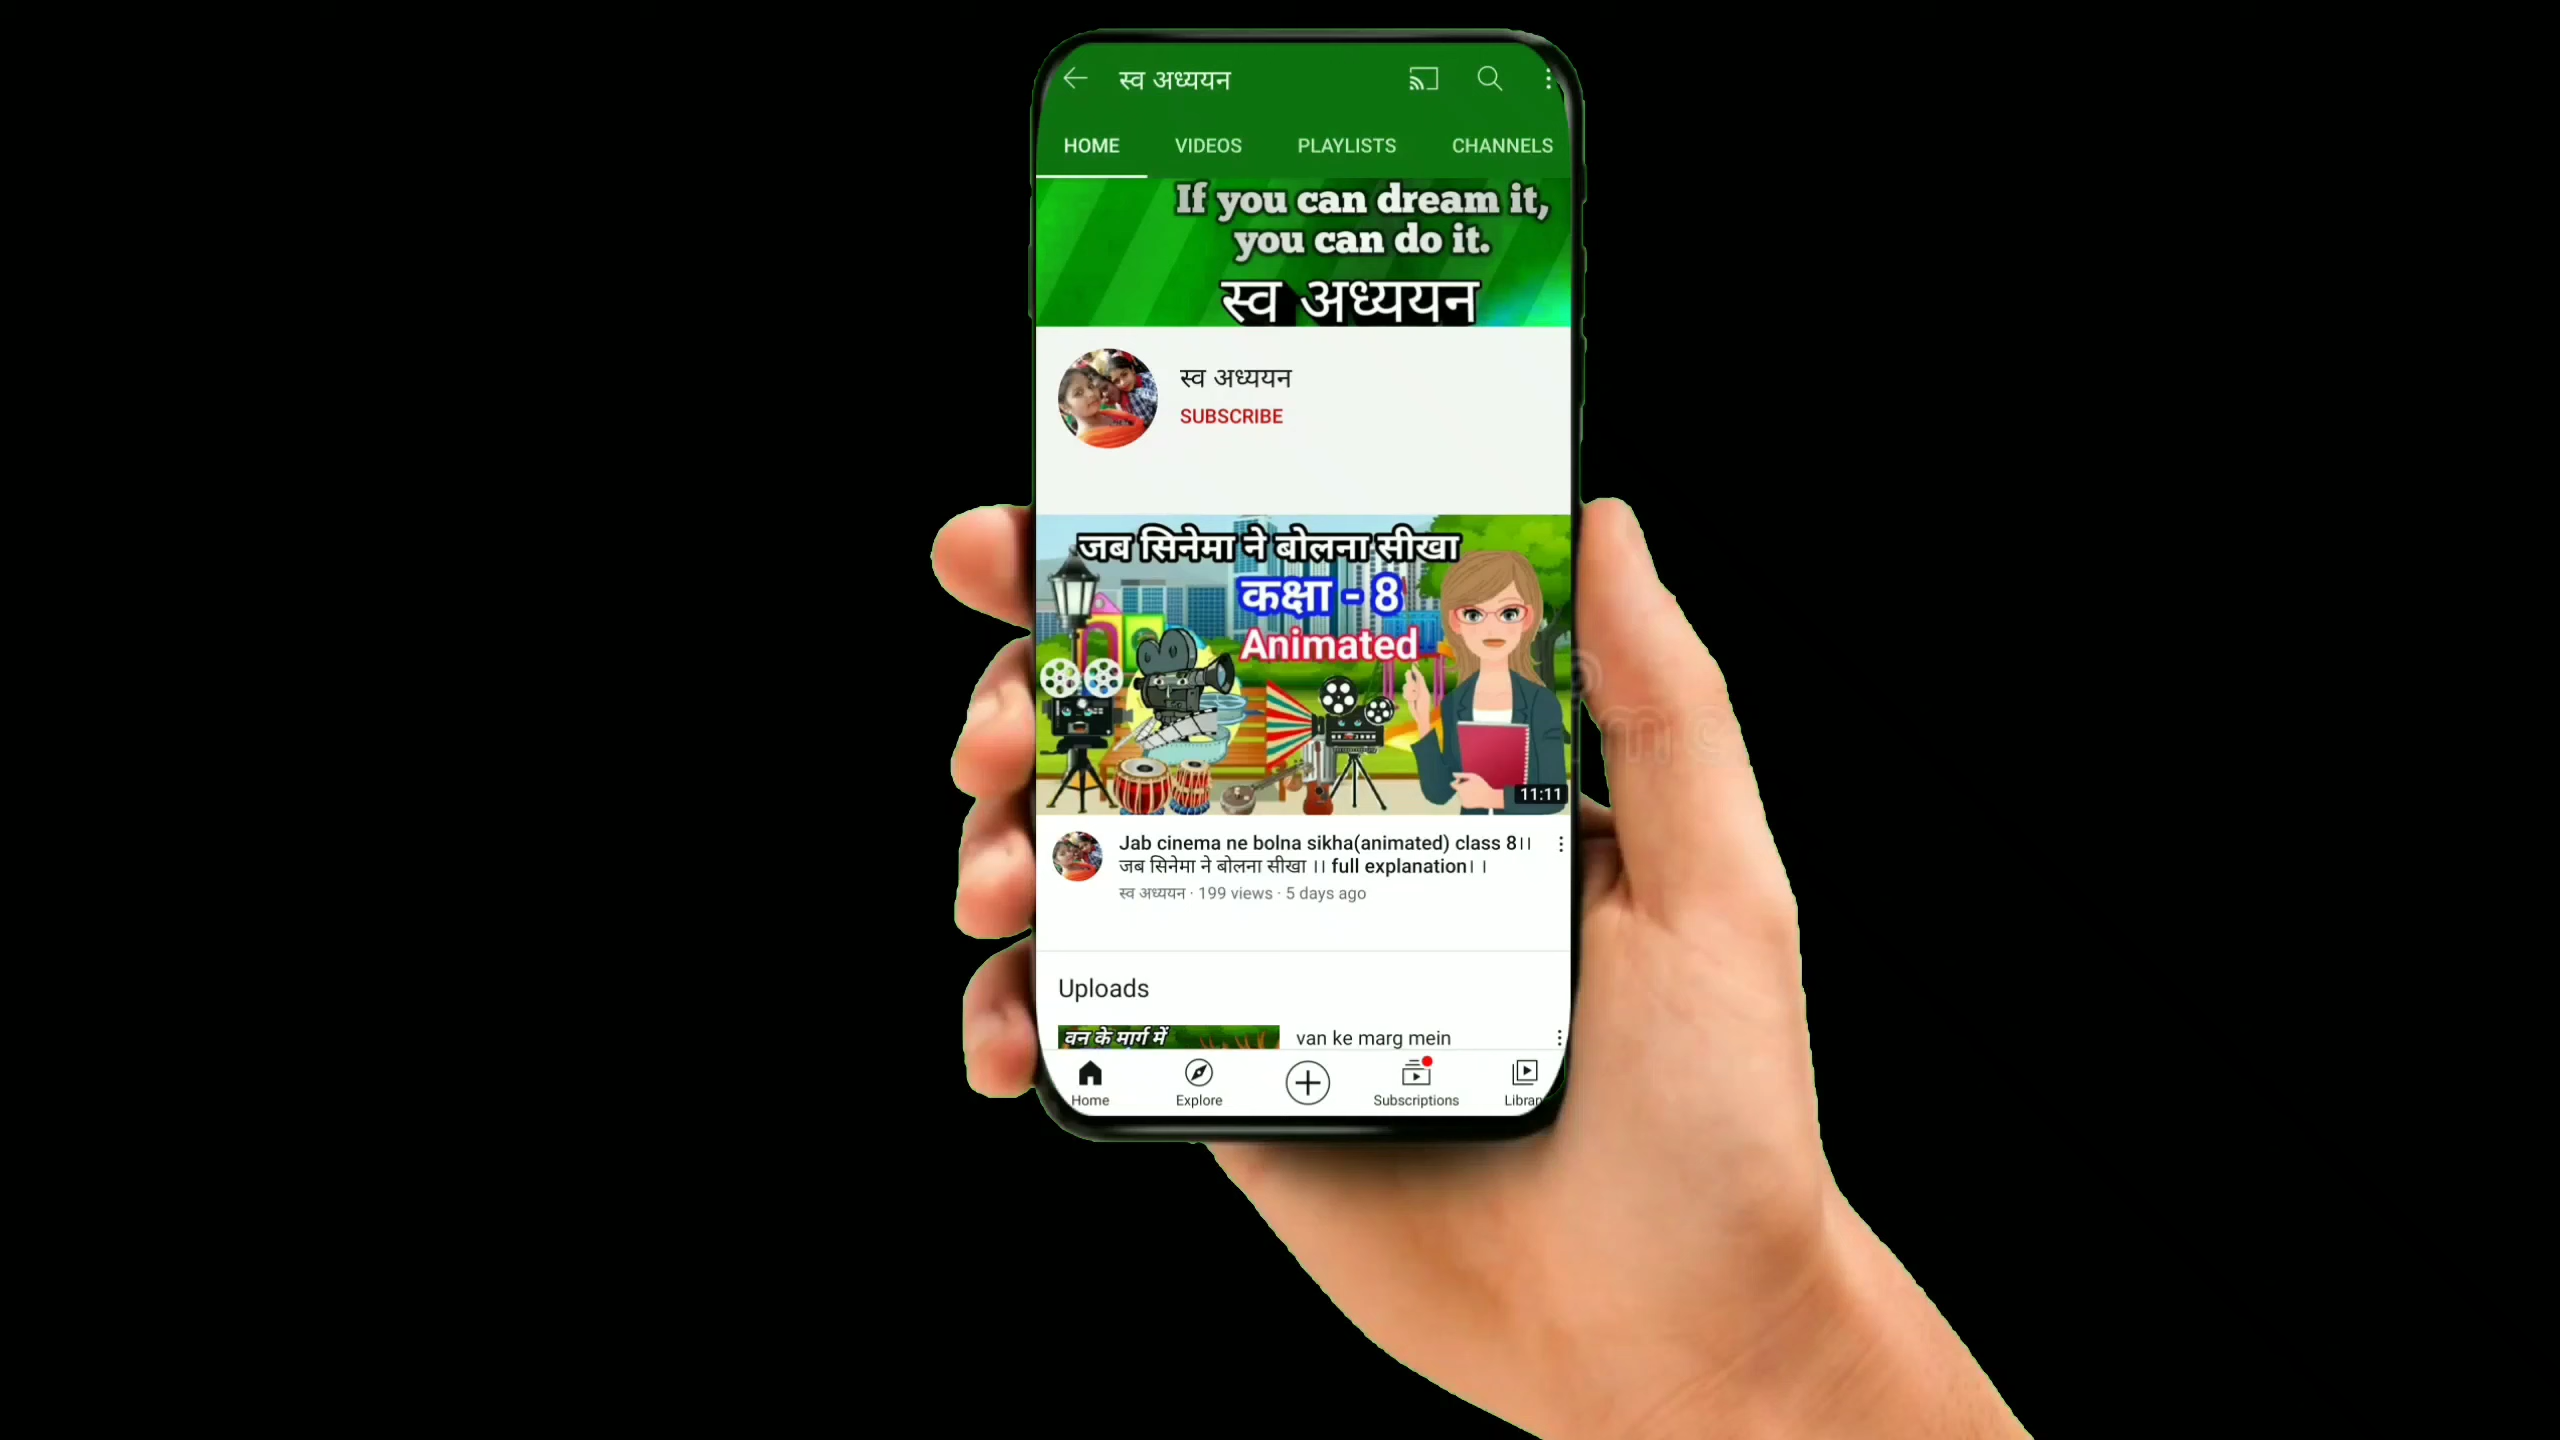 स्व अध्ययन
HOME VIDEOS PLAYLISTS CHANNELS
If you can dream it,
you can do it.
स्व अध्ययन
स्व अध्ययन
SUBSCRIBE
जब सिनेमा ने बोलना सीखा
कक्षा - 8
Animated
11:11
Jab cinema ne bolna sikha(animated) class 8।।
जब सिनेमा ने बोलना सीखा ।। full explanation।।
स्व अध्ययन · 199 views · 5 days ago
Uploads
वन के मार्ग में
van ke marg mein
Home Explore Subscriptions Librar